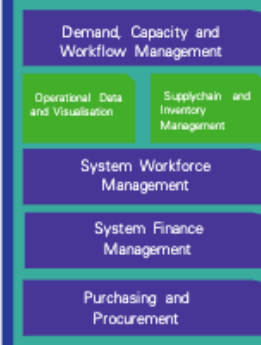 Demand, Capacity and
Workflow Management
Operational Data
and Visualisation
Supplychain and
Inventory
Management
System Workforce
Management
System Finance
Management
Purchasing and
Procurement